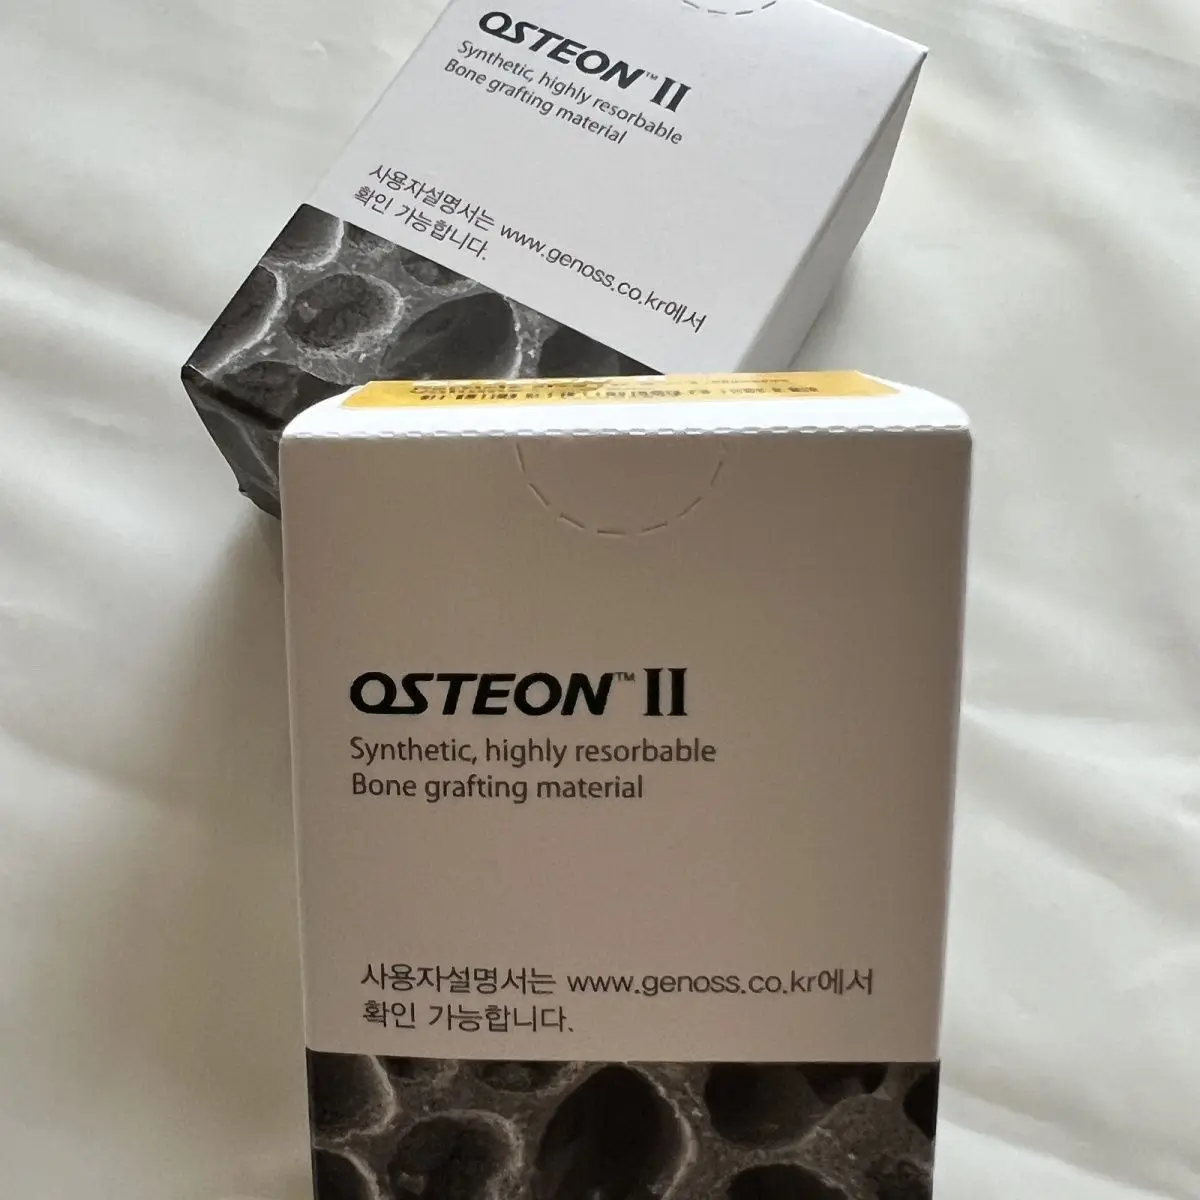 OSTEON™ II
Synthetic, highly resorbable
Bone grafting material
사용자설명서는 www.genoss.co.kr에서
확인 가능합니다.
OSTEON™ II
Synthetic, highly resorbable
Bone grafting material
사용자설명서는 www.genoss.co.kr에서
확인 가능합니다.